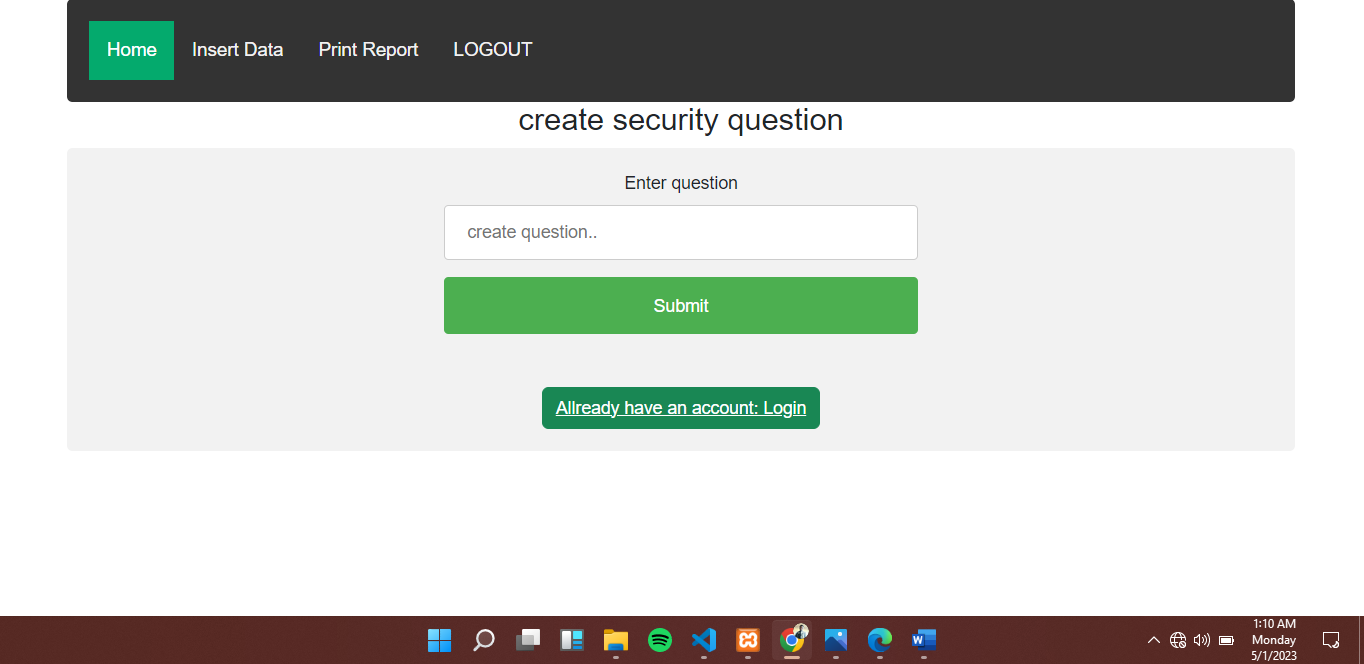 Home Insert Data Print Report LOGOUT
create security question
Enter question
create question..
Submit
Allready have an account: Login
1:10 AM
Monday
5/1/2023